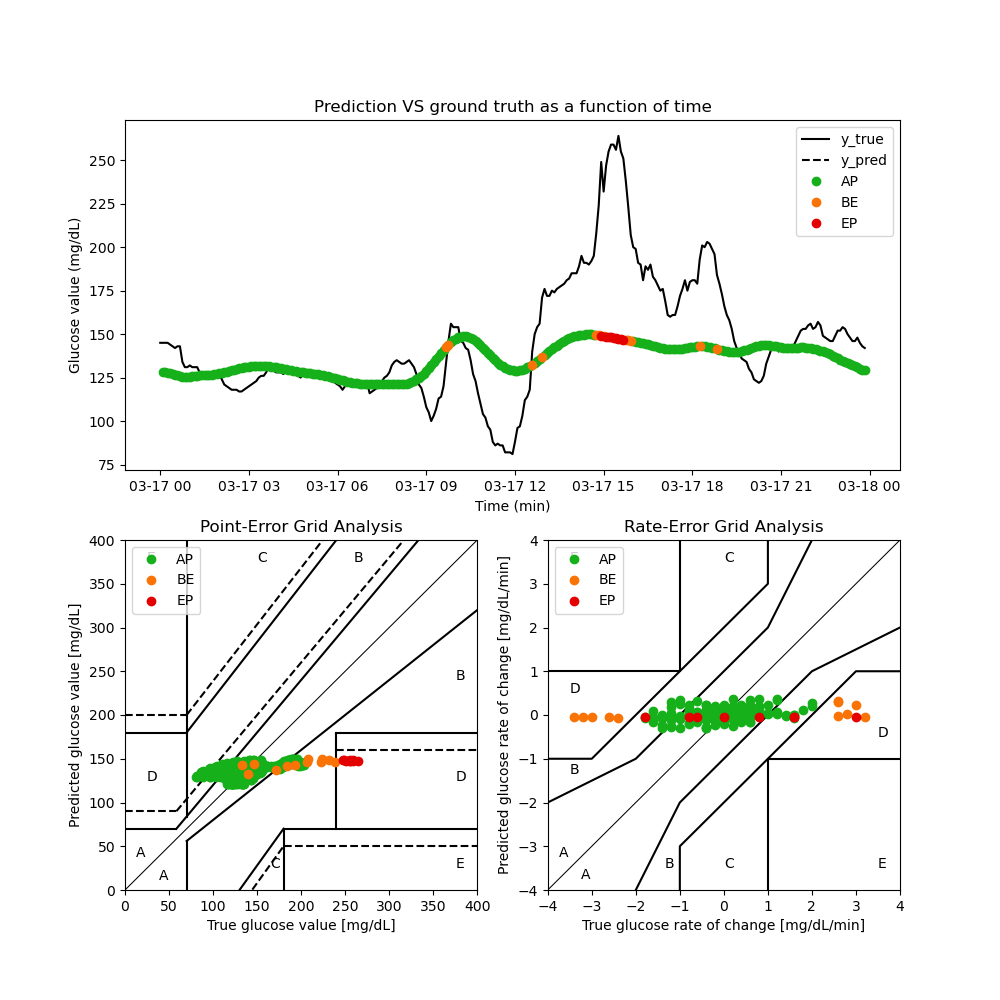 Prediction VS ground truth as a function of time
Glucose value (mg/dL)
250
225
200
175
150
125
100
75
y_true
y_pred
AP
BE
EP
03-17 00 03-17 03 03-17 06 03-17 09 03-17 12 03-17 15 03-17 18 03-17 21 03-18 00
Time (min)
Point-Error Grid Analysis
Predicted glucose value [mg/dL]
400
350
300
250
200
150
100
50
0
AP
BE
EP
C
B
B
D
D
A
A
C
E
0 50 100 150 200 250 300 350 400
True glucose value [mg/dL]
Rate-Error Grid Analysis
Predicted glucose rate of change [mg/dL/min]
4
3
2
1
0
−1
−2
−3
−4
AP
BE
EP
C
D
D
B
A
A
B
C
E
−4 −3 −2 −1 0 1 2 3 4
True glucose rate of change [mg/dL/min]